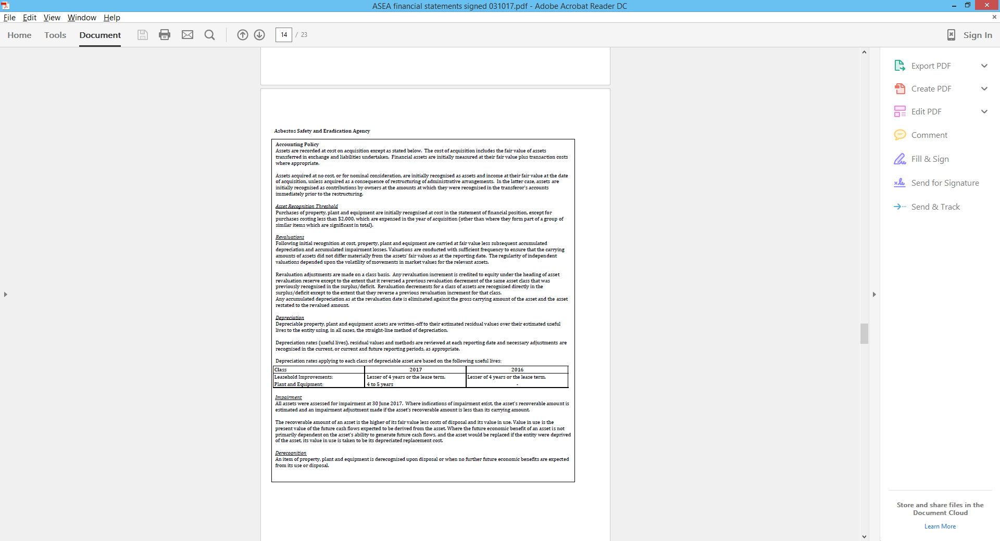 ASEA financial statements signed 031017.pdf - Adobe Acrobat Reader DC
File Edit View Window Help
Home Tools Document 14 / 23 Sign In
Asbestos Safety and Eradication Agency
Accounting Policy
Assets are recorded at cost on acquisition except as stated below. The cost of acquisition includes the fair value of assets
transferred in exchange and liabilities undertaken. Financial assets are initially measured at their fair value plus transaction costs
where appropriate.
Assets acquired at no cost, or for nominal consideration, are initially recognised as assets and income at their fair value at the date
of acquisition, unless acquired as a consequence of restructuring of administrative arrangements. In the latter case, assets are
initially recognised as contributions by owners at the amounts at which they were recognised in the transferor's accounts
immediately prior to the restructuring.
Asset Recognition Threshold
Purchases of property, plant and equipment are initially recognised at cost in the statement of financial position, except for
purchases costing less than $2,000, which are expensed in the year of acquisition (other than where they form part of a group of
similar items which are significant in total).
Revaluations
Following initial recognition at cost, property, plant and equipment are carried at fair value less subsequent accumulated
depreciation and accumulated impairment losses. Valuations are conducted with sufficient frequency to ensure that the carrying
amounts of assets did not differ materially from the assets' fair values as at the reporting date. The regularity of independent
valuations depended upon the volatility of movements in market values for the relevant assets.
Revaluation adjustments are made on a class basis. Any revaluation increment is credited to equity under the heading of asset
revaluation reserve except to the extent that it reversed a previous revaluation decrement of the same asset class that was
previously recognised in the surplus/deficit. Revaluation decrements for a class of assets are recognised directly in the
surplus/deficit except to the extent that they reverse a previous revaluation increment for that class.
Any accumulated depreciation as at the revaluation date is eliminated against the gross carrying amount of the asset and the asset
restated to the revalued amount.
Depreciation
Depreciable property, plant and equipment assets are written-off to their estimated residual values over their estimated useful
lives to the entity using, in all cases, the straight-line method of depreciation.
Depreciation rates (useful lives), residual values and methods are reviewed at each reporting date and necessary adjustments are
recognised in the current, or current and future reporting periods, as appropriate.
Depreciation rates applying to each class of depreciable asset are based on the following useful lives:
Class 2017 2016
Leasehold Improvements: Lesser of 4 years or the lease term. Lesser of 4 years or the lease term.
Plant and Equipment: 4 to 5 years -
Impairment
All assets were assessed for impairment at 30 June 2017. Where indications of impairment exist, the asset's recoverable amount is
estimated and an impairment adjustment made if the asset's recoverable amount is less than its carrying amount.
The recoverable amount of an asset is the higher of its fair value less costs of disposal and its value in use. Value in use is the
present value of the future cash flows expected to be derived from the asset. Where the future economic benefit of an asset is not
primarily dependent on the asset's ability to generate future cash flows, and the asset would be replaced if the entity were deprived
of the asset, its value in use is taken to be its depreciated replacement cost.
Derecognition
An item of property, plant and equipment is derecognised upon disposal or when no further future economic benefits are expected
from its use or disposal.
Export PDF
Create PDF
Edit PDF
Comment
Fill & Sign
Send for Signature
Send & Track
Store and share files in the
Document Cloud
Learn More